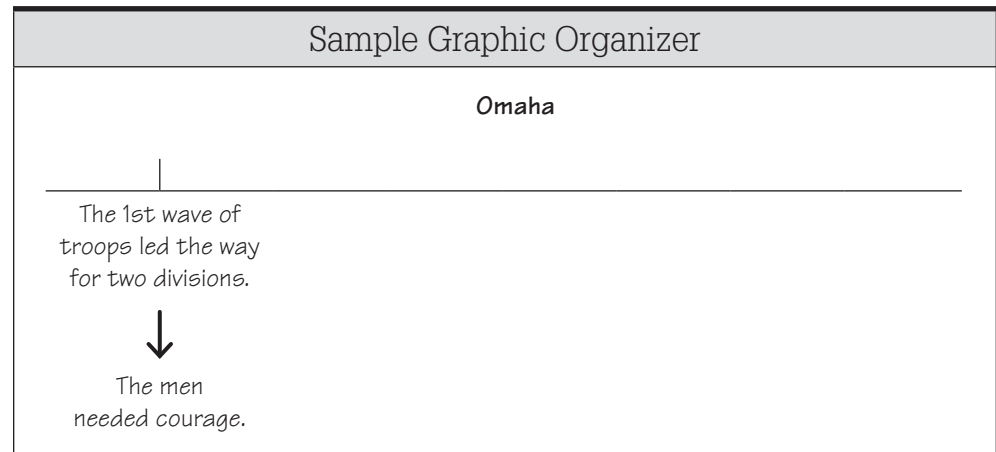 Sample Graphic Organizer
Omaha
The 1st wave of
troops led the way
for two divisions.
The men
needed courage.